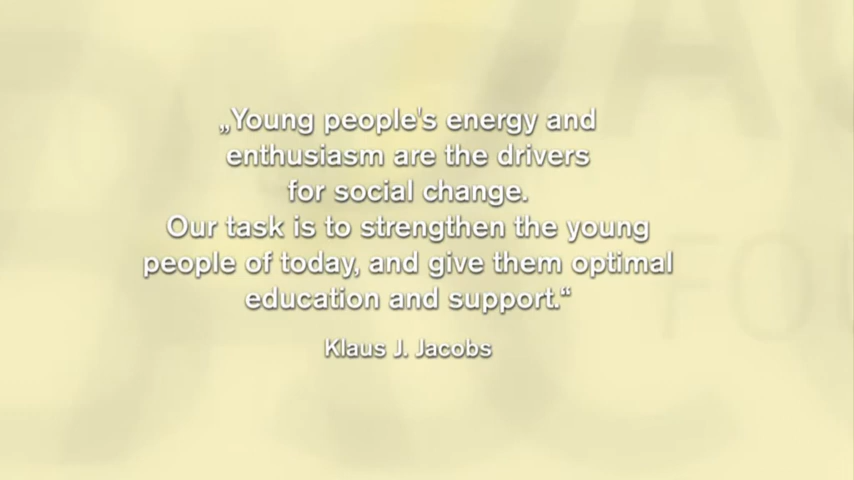 „Young people's energy and
enthusiasm are the drivers
for social change.
Our task is to strengthen the young
people of today, and give them optimal
education and support.“
Klaus J. Jacobs